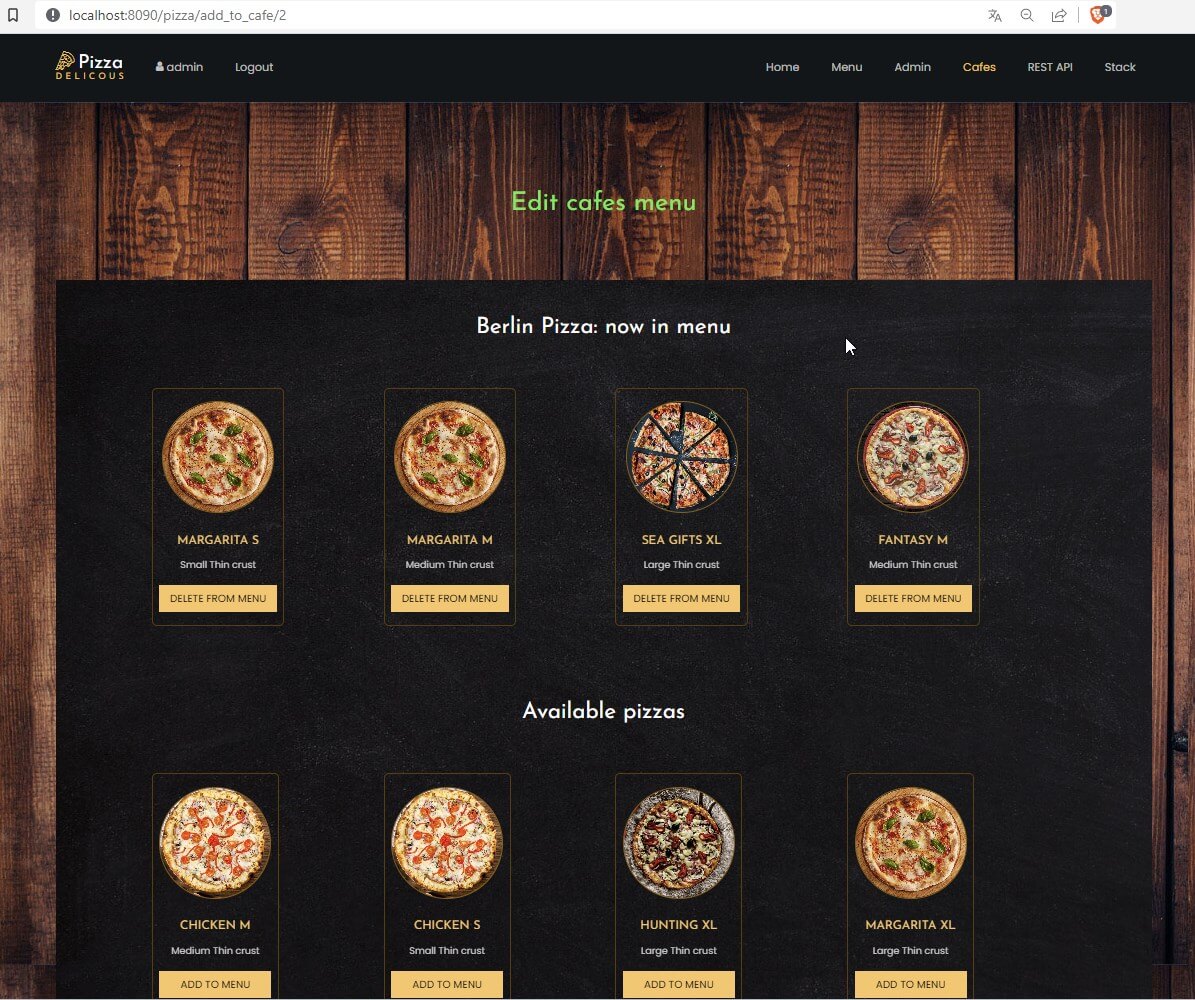 localhost:8090/pizza/add_to_cafe/2
1
Pizza
DELICOUS
admin Logout Home Menu Admin Cafes REST API Stack
Edit cafes menu
Berlin Pizza: now in menu
MARGARITA S MARGARITA M SEA GIFTS XL FANTASY M
Small Thin crust Medium Thin crust Large Thin crust Medium Thin crust
DELETE FROM MENU DELETE FROM MENU DELETE FROM MENU DELETE FROM MENU
Available pizzas
CHICKEN M CHICKEN S HUNTING XL MARGARITA XL
Medium Thin crust Small Thin crust Large Thin crust Large Thin crust
ADD TO MENU ADD TO MENU ADD TO MENU ADD TO MENU